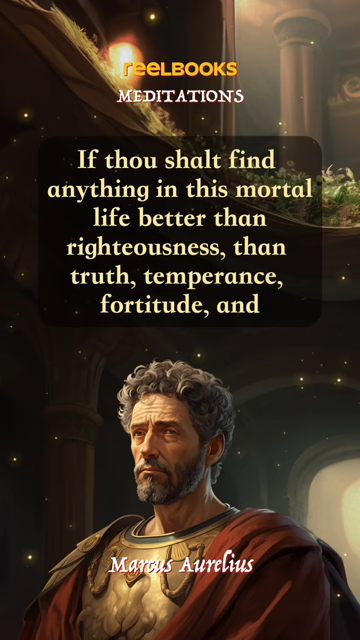 reelbooks
MEDITATIONS
If thou shalt find
anything in this mortal
life better than
righteousness, than
truth, temperance,
fortitude, and
Marcus Aurelius